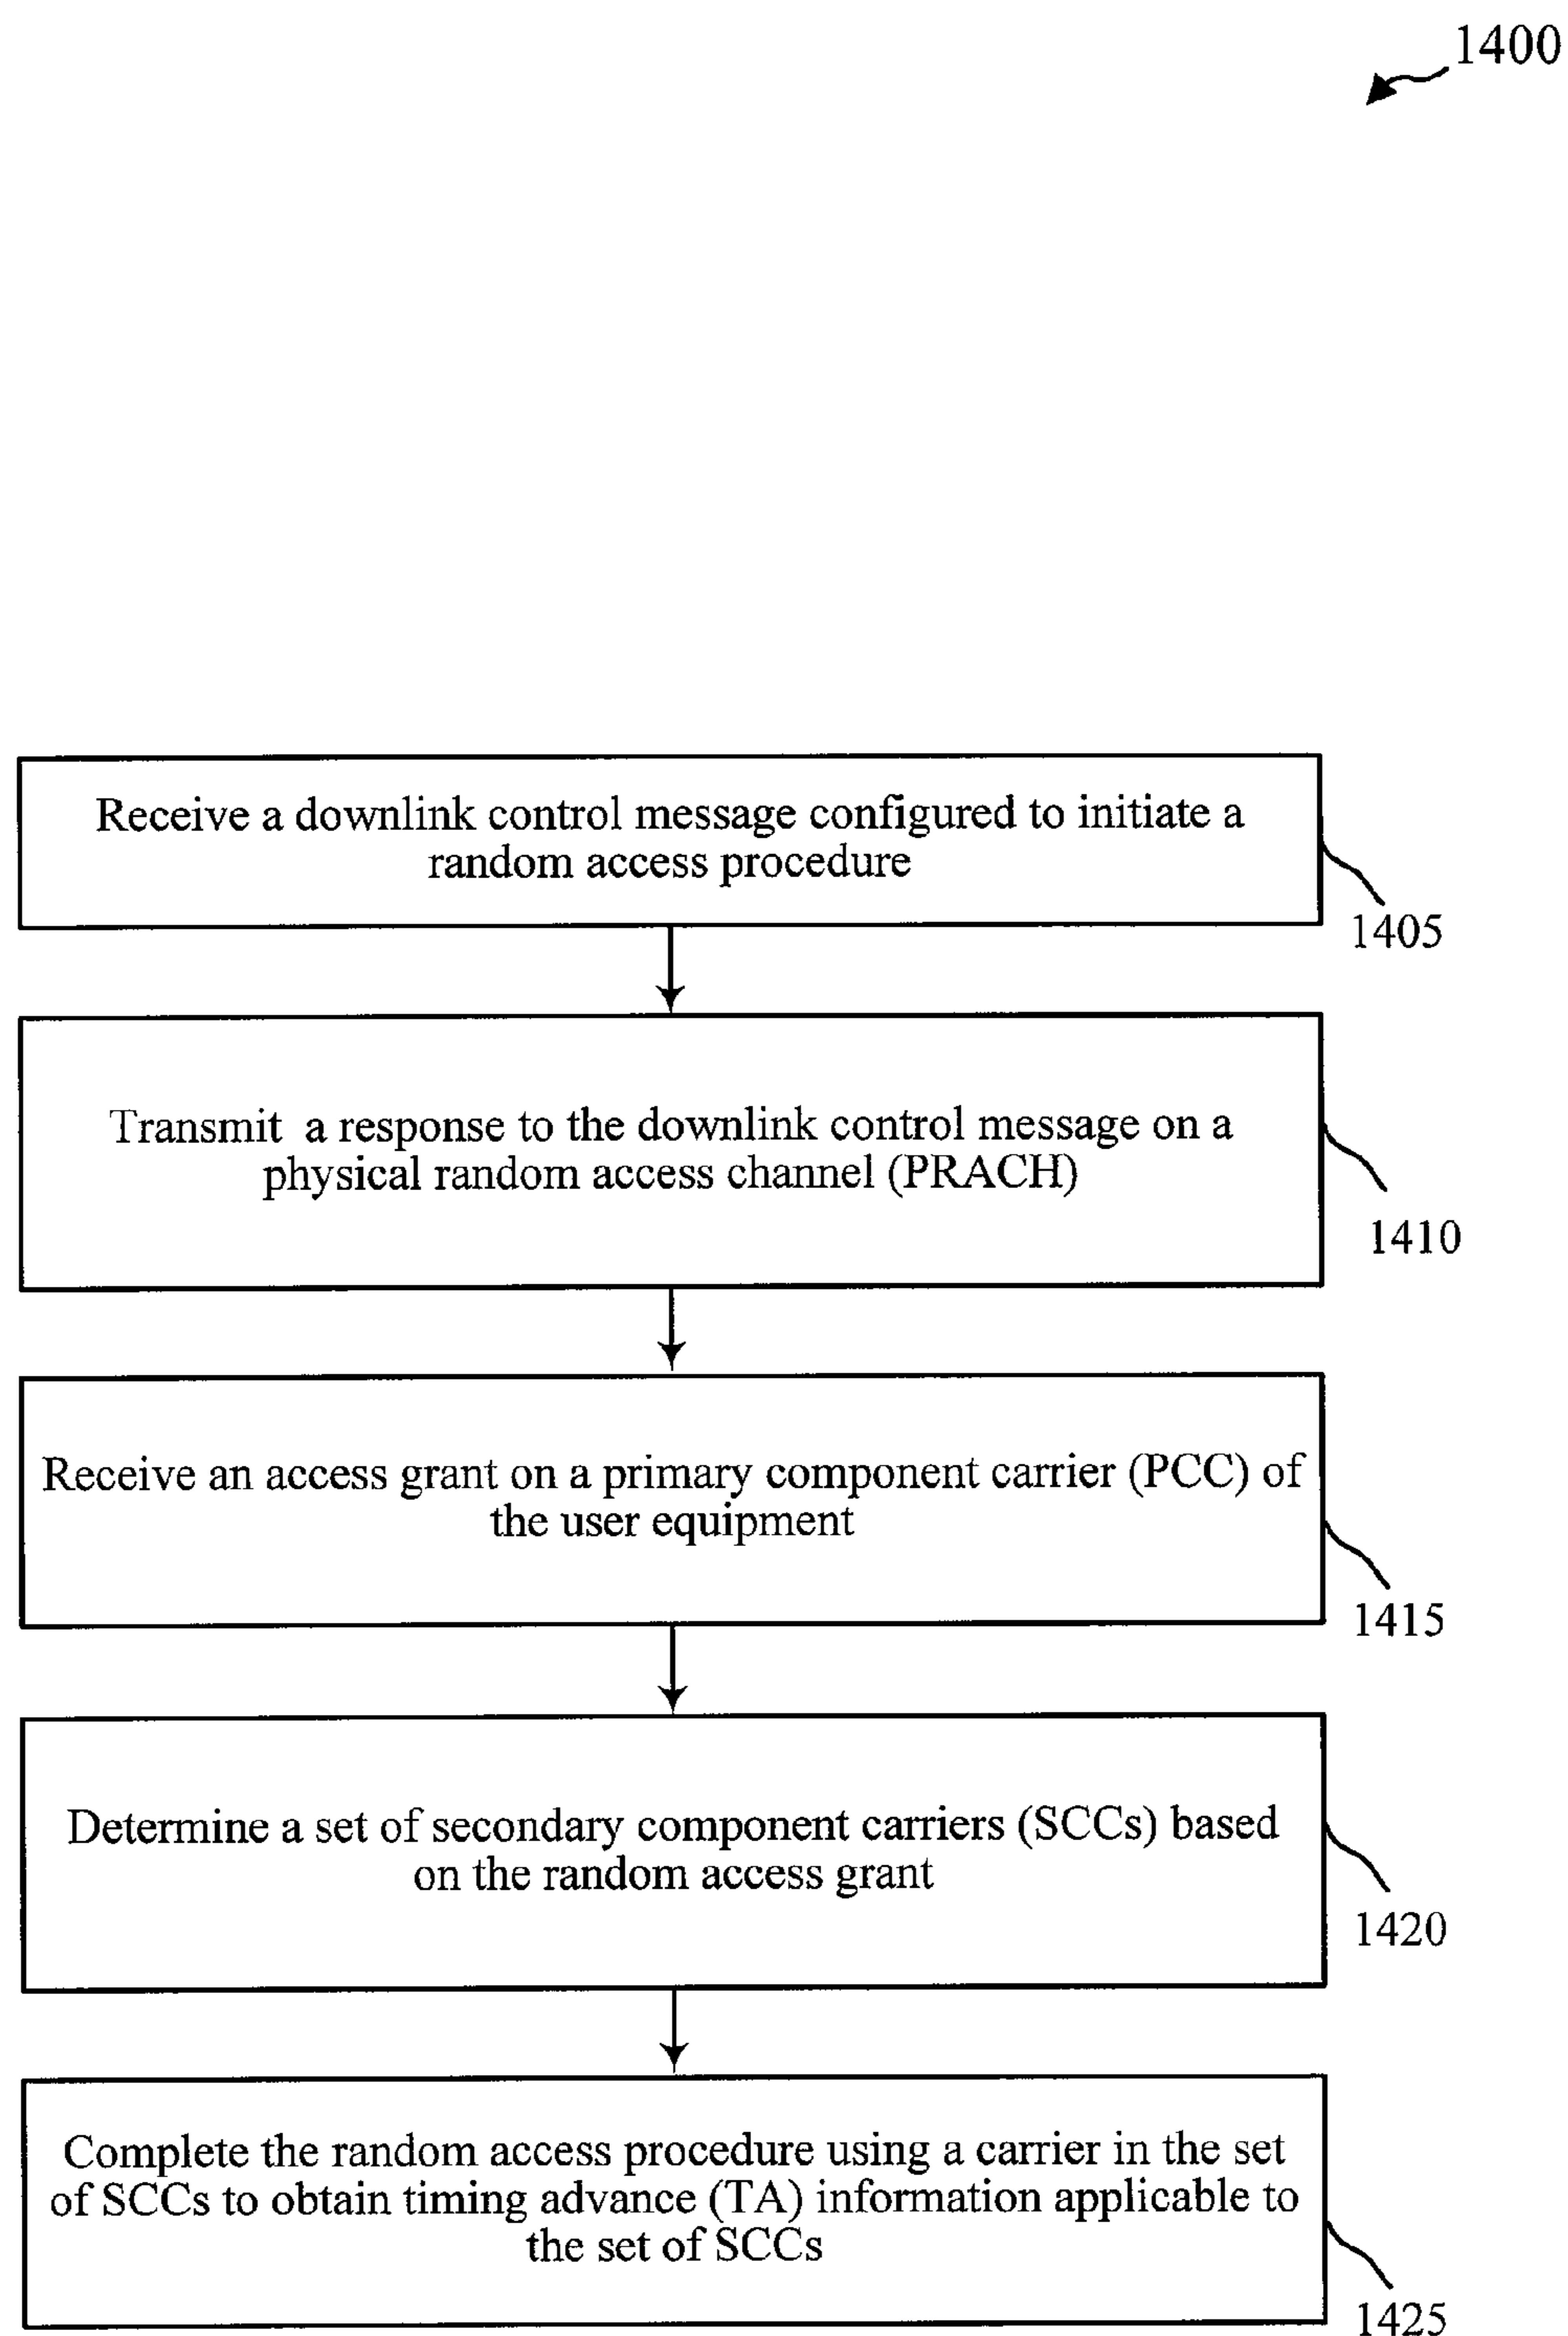 1400
Receive a downlink control message configured to initiate a
random access procedure
1405
Transmit a response to the downlink control message on a
physical random access channel (PRACH)
1410
Receive an access grant on a primary component carrier (PCC) of
the user equipment
1415
Determine a set of secondary component carriers (SCCs) based
on the random access grant
1420
Complete the random access procedure using a carrier in the set
of SCCs to obtain timing advance (TA) information applicable to
the set of SCCs
1425